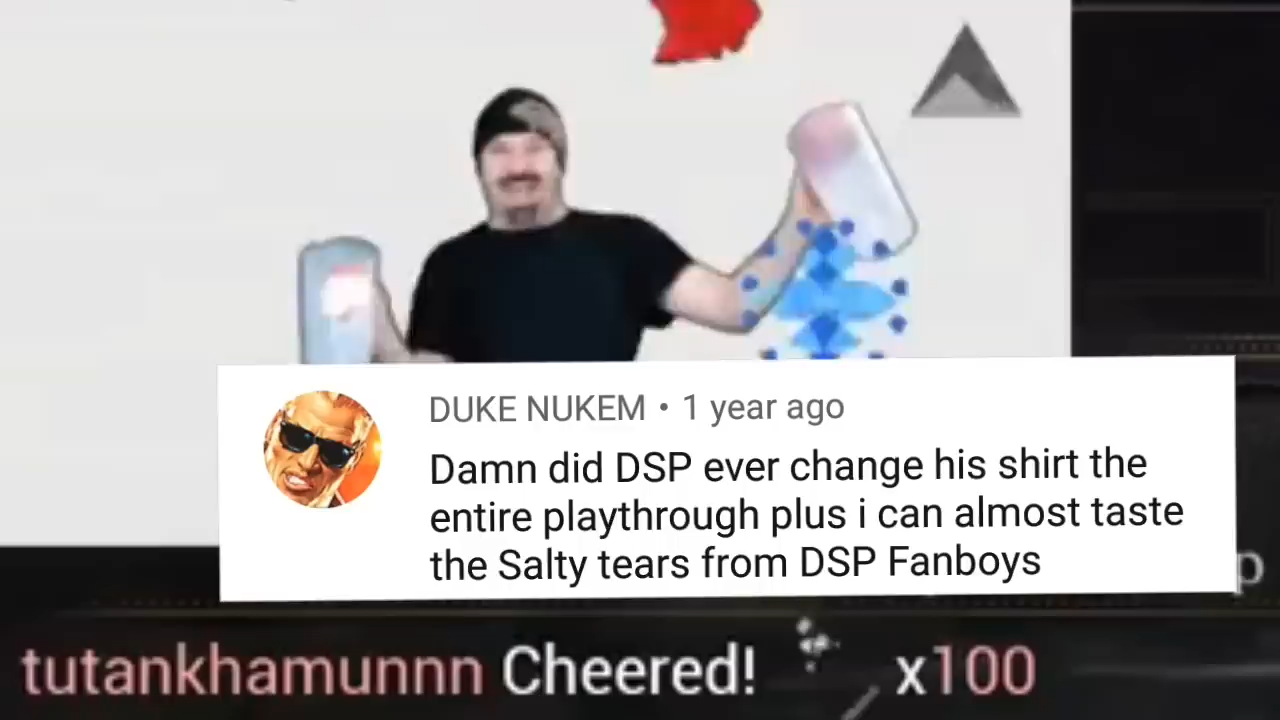 DUKE NUKEM • 1 year ago
Damn did DSP ever change his shirt the
entire playthrough plus i can almost taste
the Salty tears from DSP Fanboys
p
tutankhamunnn Cheered! x100